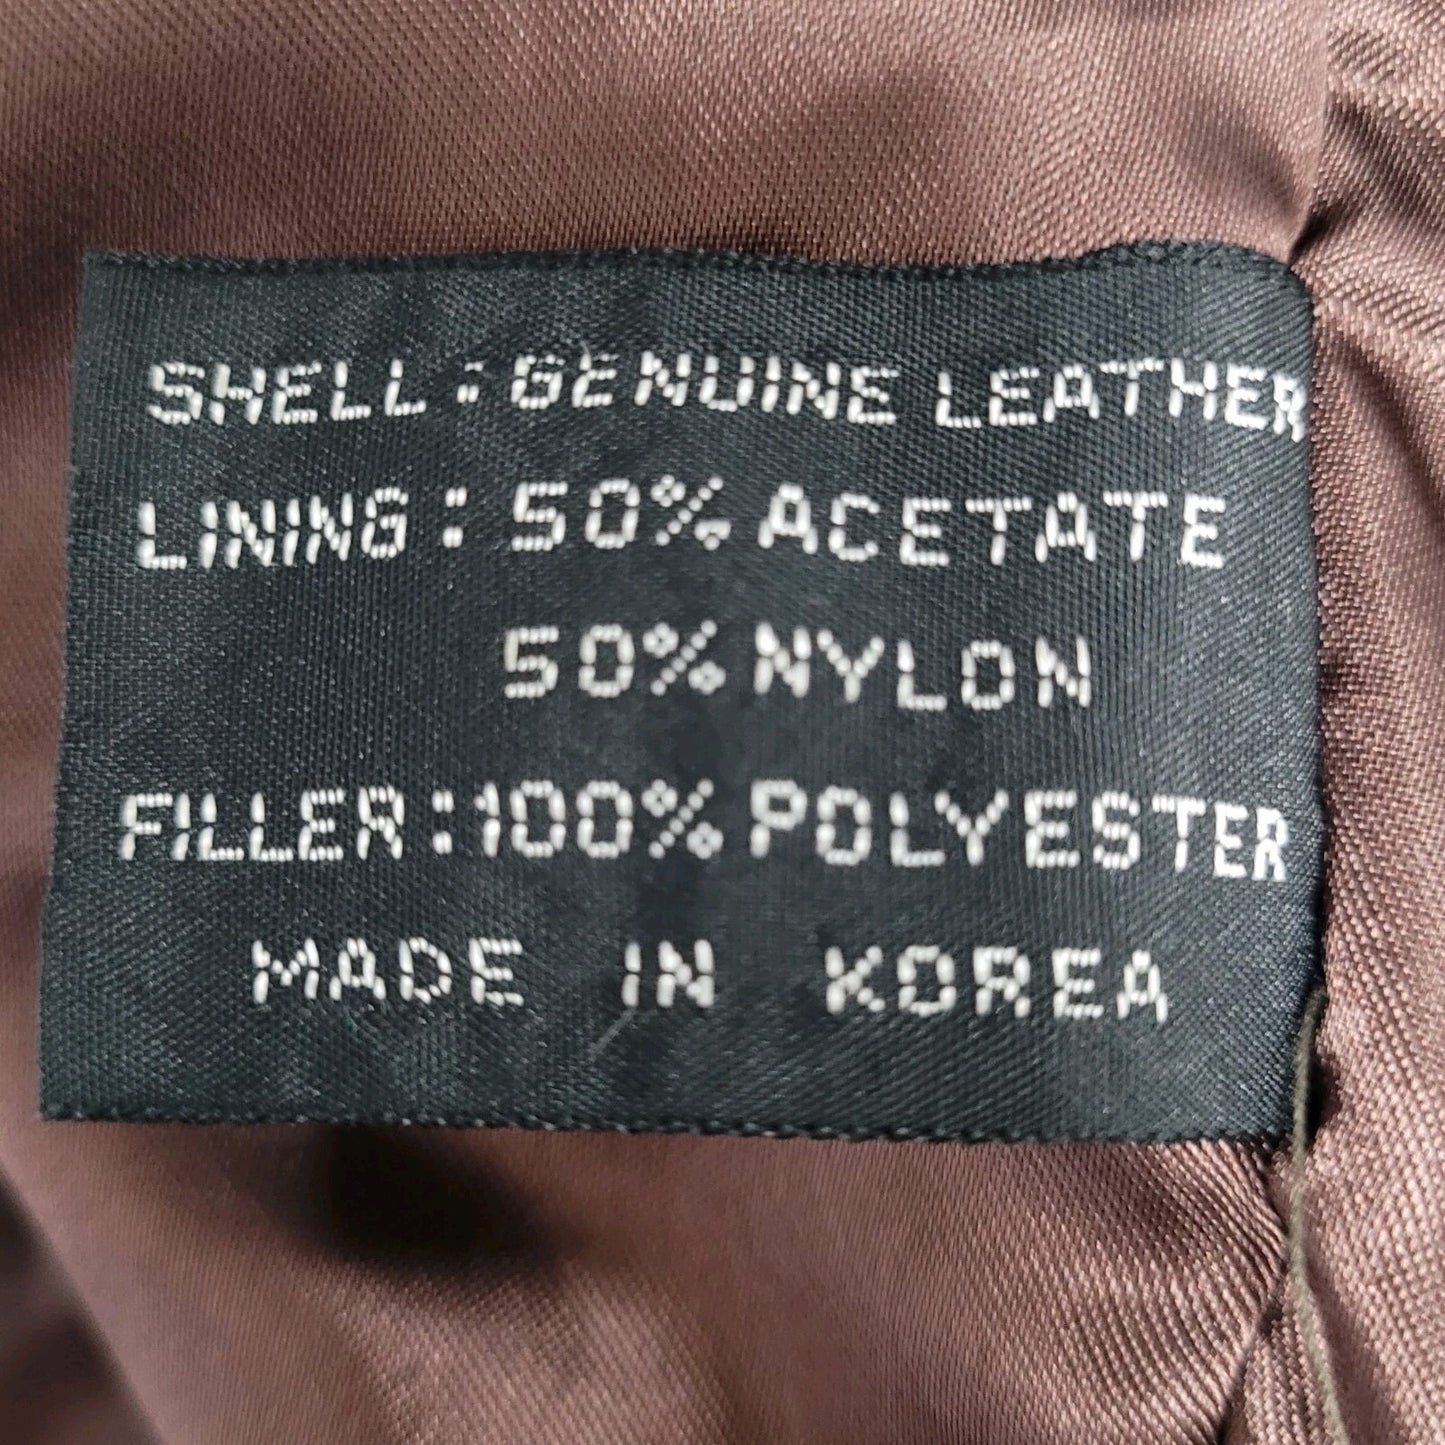 SHELL : GENUINE LEATHER
LINING : 50% ACETATE
50% NYLON
FILLER : 100% POLYESTER
MADE IN KOREA